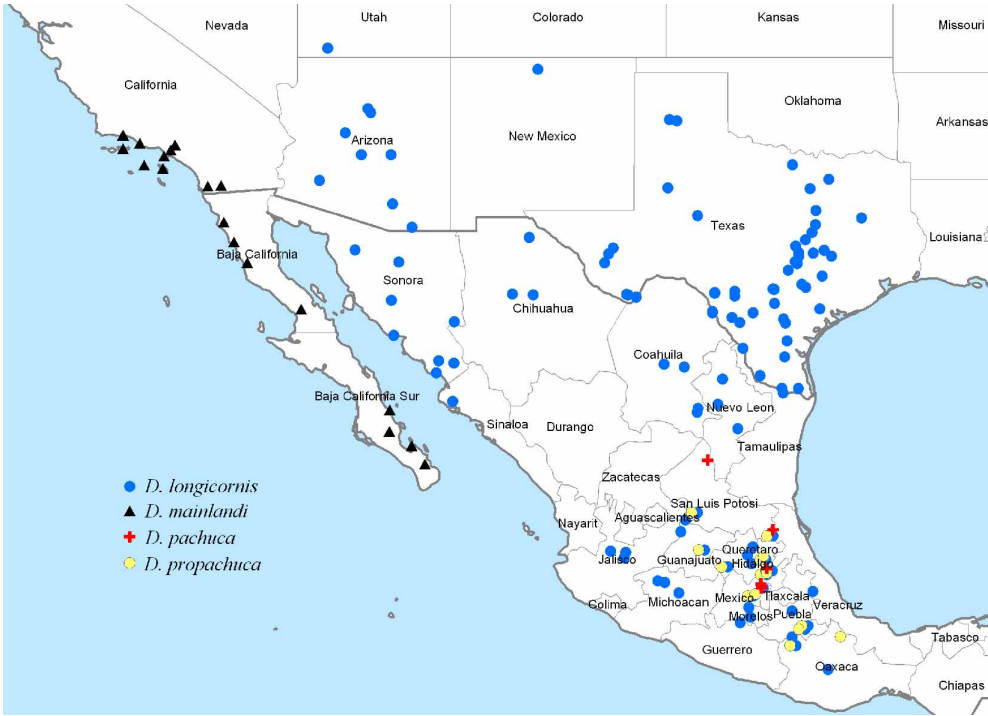 Nevada
Utah
Colorado
Kansas
Missouri
California
Arizona
New Mexico
Oklahoma
Arkansas
Texas
Louisiana
Baja California
Sonora
Chihuahua
Coahuila
Baja California Sur
Sinaloa
Durango
Nuevo Leon
Tamaulipas
Zacatecas
San Luis Potosi
Nayarit
Aguascalientes
Jalisco
Guanajuato
Queretaro
Hidalgo
Colima
Michoacan
Mexico
Tlaxcala
Morelos
Puebla
Veracruz
Guerrero
Oaxaca
Tabasco
Chiapas
D. longicornis
D. mainlandi
D. pachuca
D. propachuca